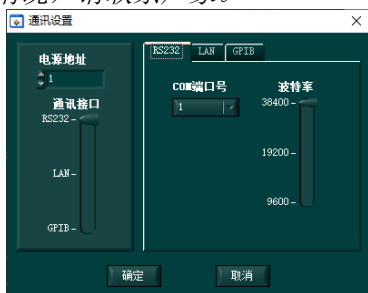 通讯设置
电源地址
1
通讯接口
RS232
LAN
GPIB
RS232 LAN GPIB
COM端口号
1
波特率
38400
19200
9600
确定 取消